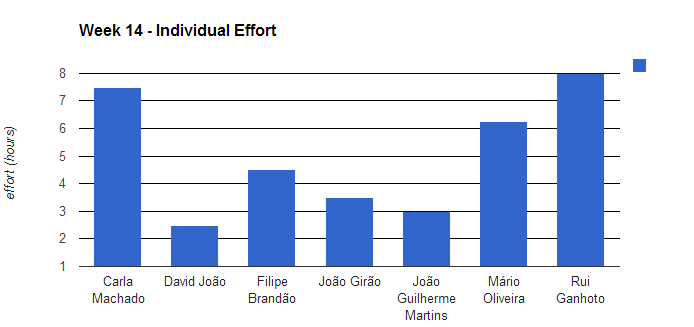 Week 14 - Individual Effort
effort (hours)
8
7
6
5
4
3
2
1
Carla
Machado
David João
Filipe
Brandão
João Girão
João
Guilherme
Martins
Mário
Oliveira
Rui
Ganhoto